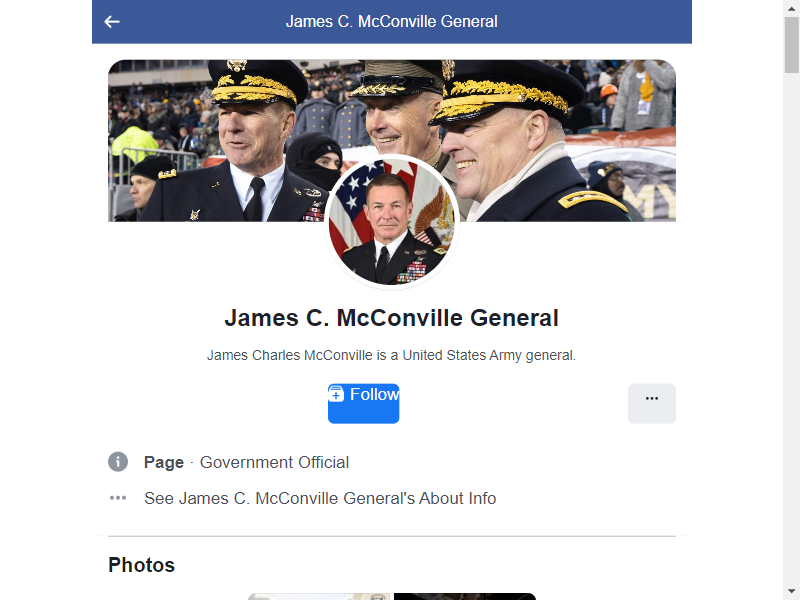 James C. McConville General
James C. McConville General
James Charles McConville is a United States Army general.
Follow
Page · Government Official
See James C. McConville General's About Info
Photos